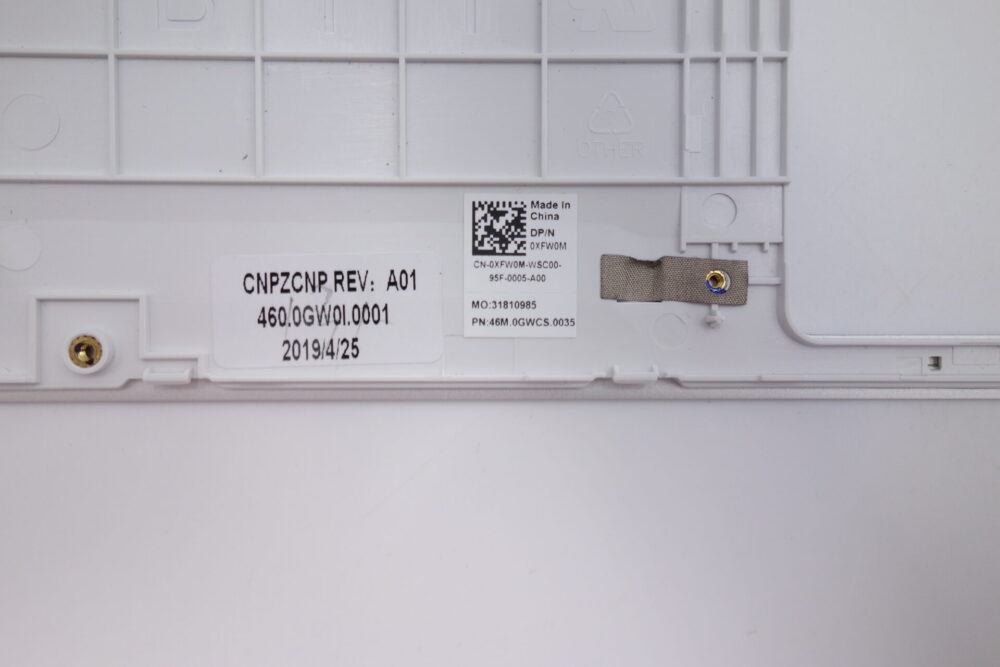 OTHER
Made In
China
DP/N
0XFW0M
CN-0XFW0M-WSC00-
95F-0005-A00
MO:31810985
PN:46M.0GWCS.0035
CNPZCNP REV: A01
460.0GW0I.0001
2019/4/25